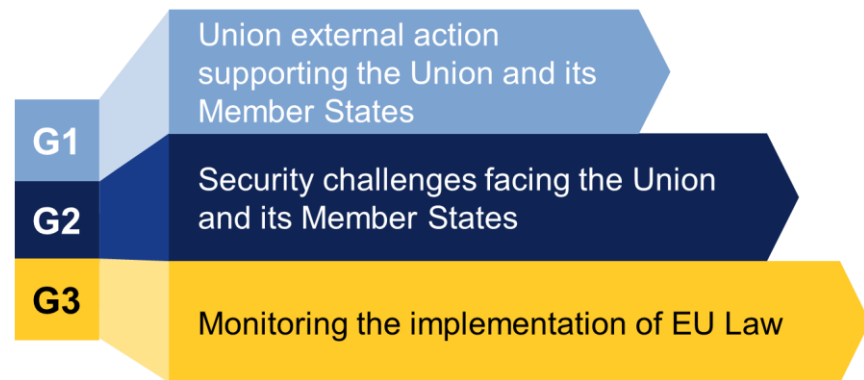 G1
Union external action
supporting the Union and its
Member States
G2
Security challenges facing the Union
and its Member States
G3
Monitoring the implementation of EU Law